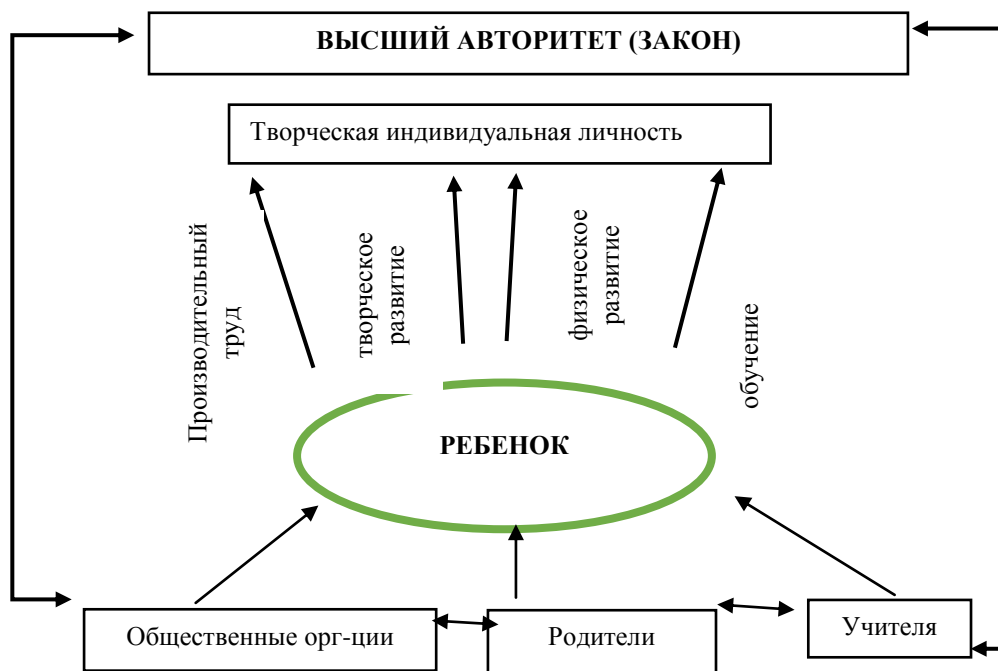 ВЫСШИЙ АВТОРИТЕТ (ЗАКОН)
Творческая индивидуальная личность
Производительный
труд
творческое
развитие
физическое
развитие
обучение
РЕБЕНОК
Общественные орг-ции
Родители
Учителя